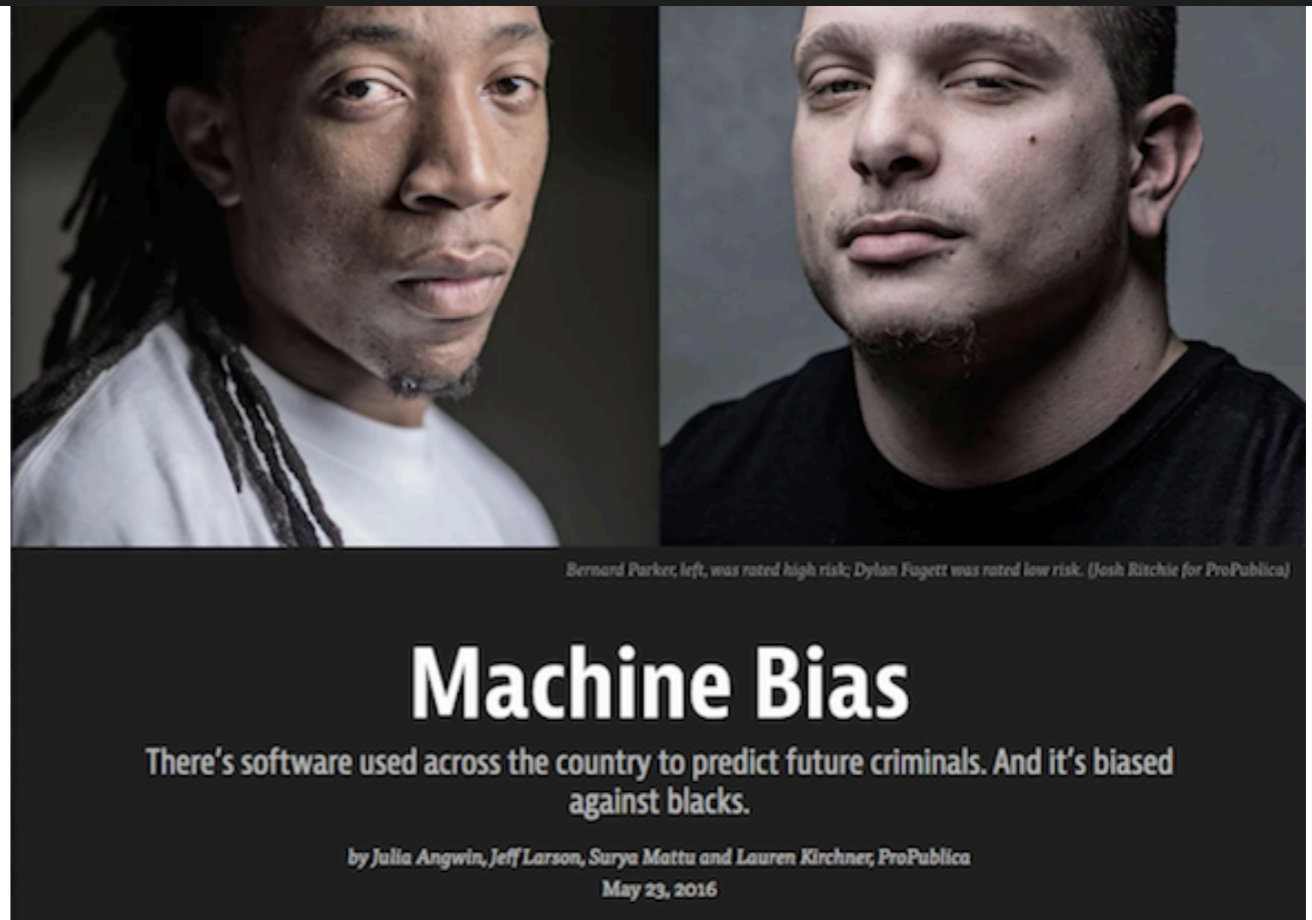 Bernard Parker, left, was rated high risk; Dylan Fugett was rated low risk. (Josh Ritchie for ProPublica)
Machine Bias
There's software used across the country to predict future criminals. And it's biased
against blacks.
by Julia Angwin, Jeff Larson, Surya Mattu and Lauren Kirchner, ProPublica
May 23, 2016